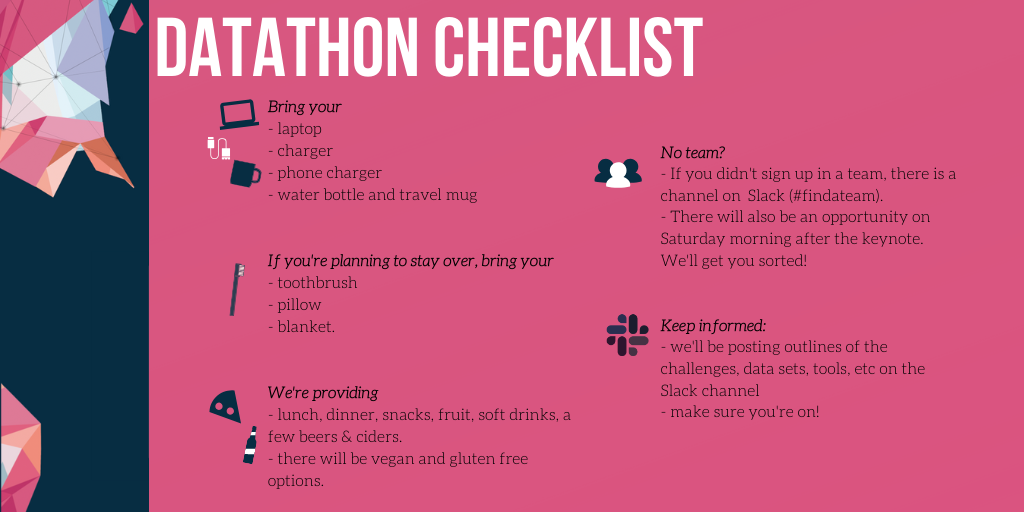 DATATHON CHECKLIST
Bring your
- laptop
- charger
- phone charger
- water bottle and travel mug
If you're planning to stay over, bring your
- toothbrush
- pillow
- blanket.
We're providing
- lunch, dinner, snacks, fruit, soft drinks, a
few beers & ciders.
- there will be vegan and gluten free
options.
No team?
- If you didn't sign up in a team, there is a
channel on Slack (#findateam).
- There will also be an opportunity on
Saturday morning after the keynote.
We'll get you sorted!
Keep informed:
- we'll be posting outlines of the
challenges, data sets, tools, etc on the
Slack channel
- make sure you're on!